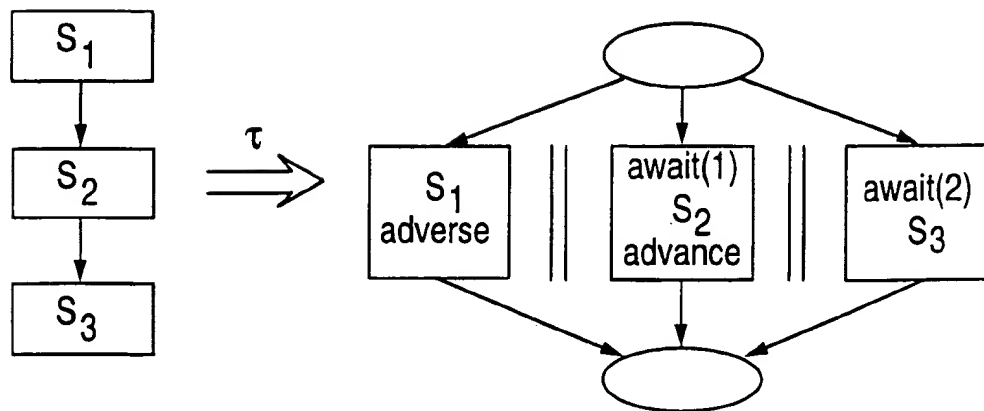 S1
S2
S3
τ
S1
adverse
await(1)
S2
advance
await(2)
S3